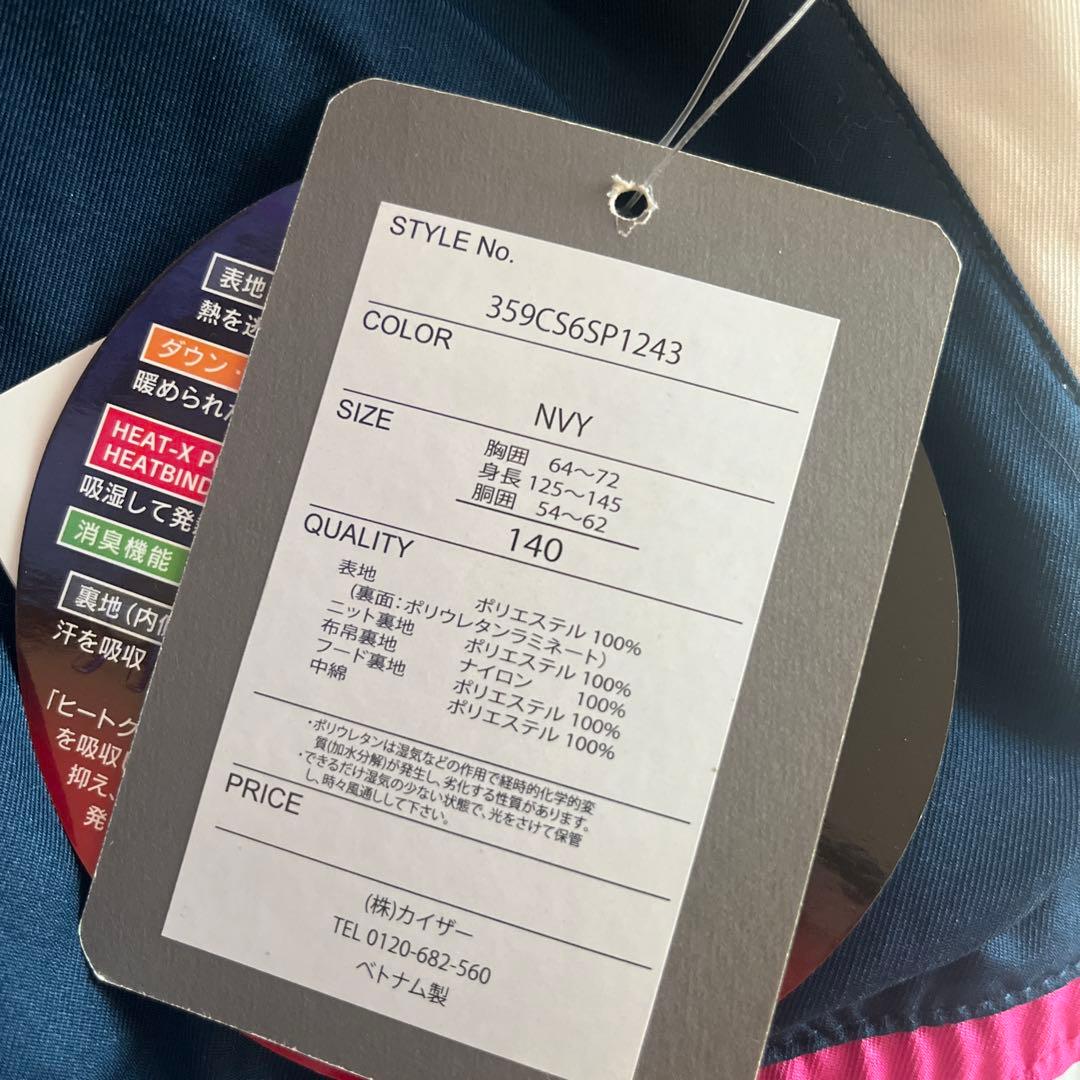 STYLE No.
359CS6SP1243
COLOR
NVY
SIZE
胸囲 64〜72
身長 125〜145
胴囲 54〜62
140
QUALITY
表地 ポリエステル 100%
(裏面:ポリウレタンラミネート)
ニット裏地 ポリエステル 100%
布帛裏地 ナイロン 100%
フード裏地 ポリエステル 100%
中綿 ポリエステル 100%
・ポリウレタンは湿気などの作用で経時的化学的変
質(加水分解)が発生し、劣化する性質があります。
・できるだけ湿気の少ない状態で、光をさけて保管
し、時々風通しして下さい。
PRICE
(株)カイザー
TEL 0120-682-560
ベトナム製
表地
熱を
ダウン・
暖められ
HEAT-X P
HEATBIND
吸湿して発
消臭機能
裏地(内
汗を吸収
「ヒートク
を吸収
抑え、
発